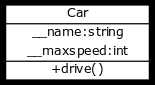 Car
__name:string
__maxspeed:int
+drive()